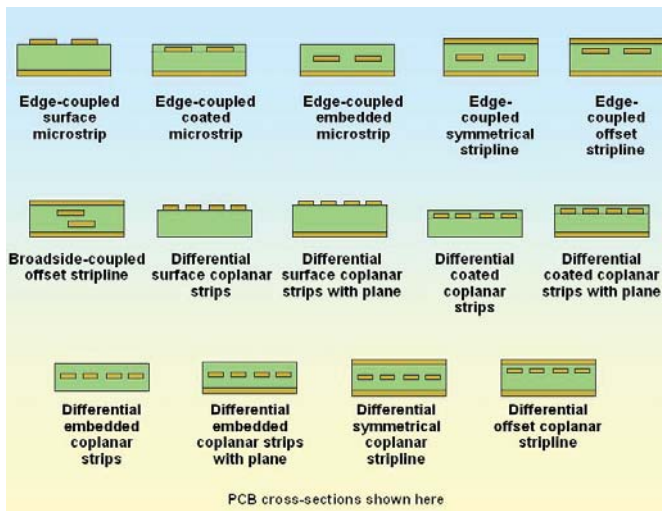 Edge-coupled
surface
microstrip
Edge-coupled
coated
microstrip
Edge-coupled
embedded
microstrip
Edge-
coupled
symmetrical
stripline
Edge-
coupled
offset
stripline
Broadside-coupled
offset stripline
Differential
surface coplanar
strips
Differential
surface coplanar
strips with plane
Differential
coated
coplanar
strips
Differential
coated coplanar
strips with plane
Differential
embedded
coplanar
strips
Differential
embedded
coplanar strips
with plane
Differential
symmetrical
coplanar
stripline
Differential
offset coplanar
stripline
PCB cross-sections shown here